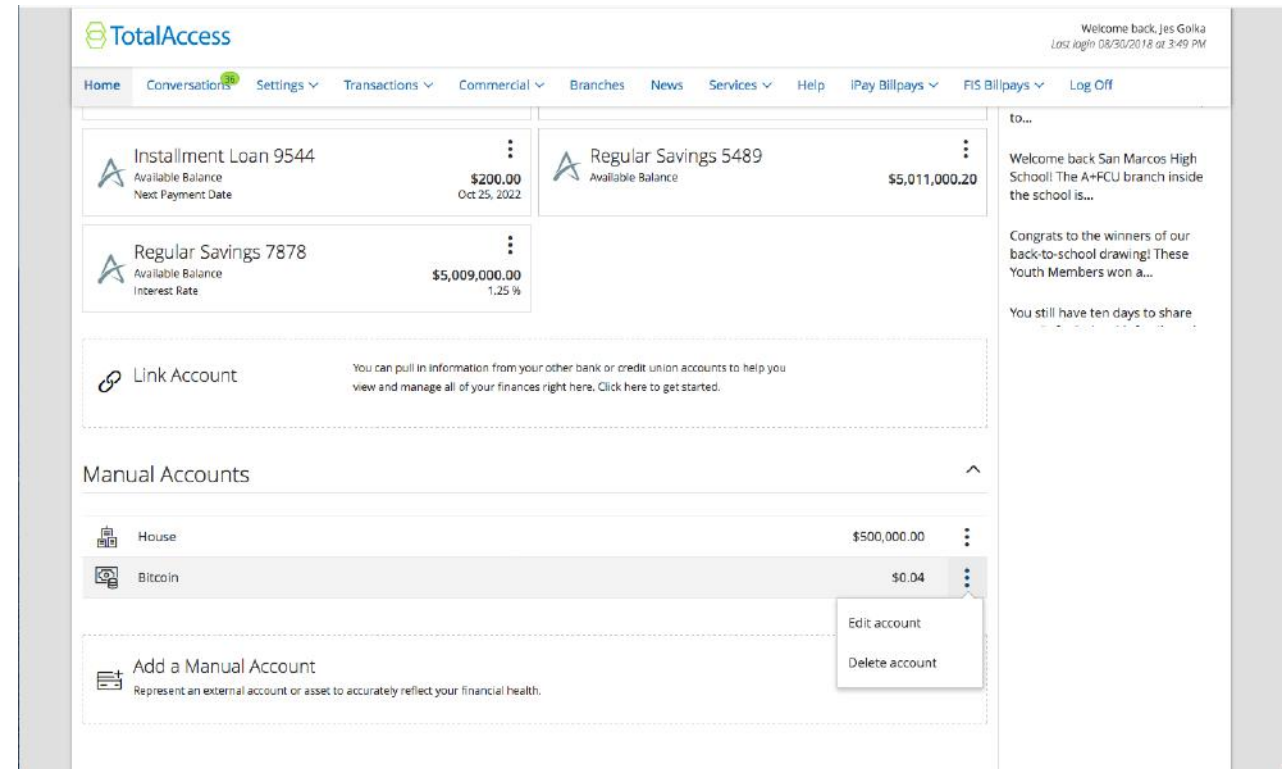 TotalAccess
Welcome back, Jes Golka
Last login 08/30/2018 at 3:49 PM
Home Conversations 36 Settings Transactions Commercial Branches News Services Help iPay Billpays FIS Billpays Log Off
to...
Installment Loan 9544
Available Balance $200.00
Next Payment Date Oct 25, 2022
Regular Savings 5489
Available Balance $5,011,000.20
Welcome back San Marcos High
School! The A+FCU branch inside
the school is...
Regular Savings 7878
Available Balance $5,009,000.00
Interest Rate 1.25 %
Congrats to the winners of our
back-to-school drawing! These
Youth Members won a...
You still have ten days to share
Link Account
You can pull in information from your other bank or credit union accounts to help you
view and manage all of your finances right here. Click here to get started.
Manual Accounts
House $500,000.00
Bitcoin $0.04
Edit account
Delete account
Add a Manual Account
Represent an external account or asset to accurately reflect your financial health.